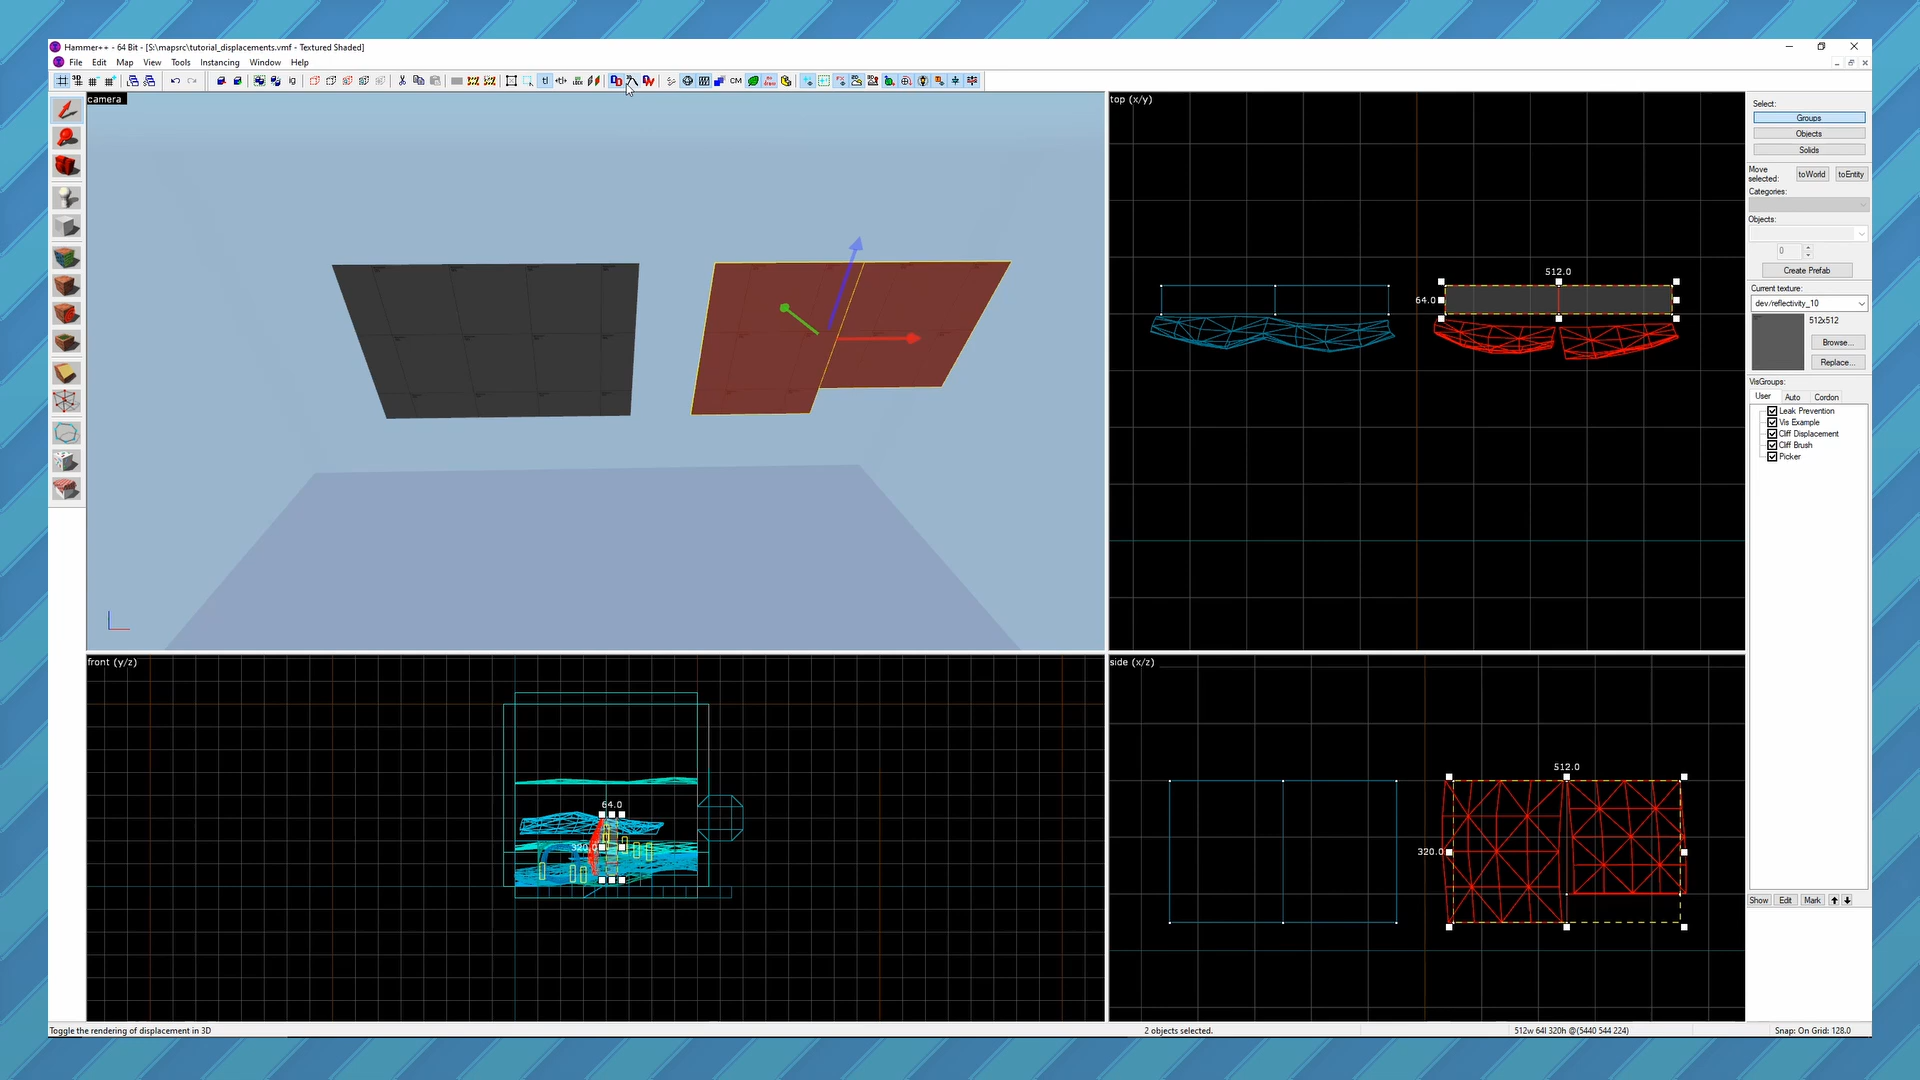 Hammer++ - 64 Bit - [S:\mapsrc\tutorial_displacements.vmf - Textured Shaded]
File Edit Map View Tools Instancing Window Help
camera
top (x/y)
512.0
64.0
front (y/z)
64.0
320.0
side (x/z)
512.0
320.0
Select:
Groups
Objects
Solids
Move selected:
toWorld
toEntity
Categories:
Objects:
0
Create Prefab
Current texture:
dev/reflectivity_10
512x512
Browse...
Replace...
VisGroups:
User Auto Cordon
Leak Prevention
Vis Example
Cliff Displacement
Cliff Brush
Picker
Show Edit Mark
Toggle the rendering of displacement in 3D
2 objects selected.
512w 64l 320h @(5440 544 224)
Snap: On Grid: 128.0